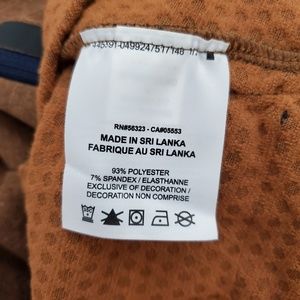 RN#56323 - CA#05553
MADE IN SRI LANKA
FABRIQUE AU SRI LANKA
93% POLYESTER
7% SPANDEX / ELASTHANNE
EXCLUSIVE OF DECORATION /
DECORATION NON COMPRISE